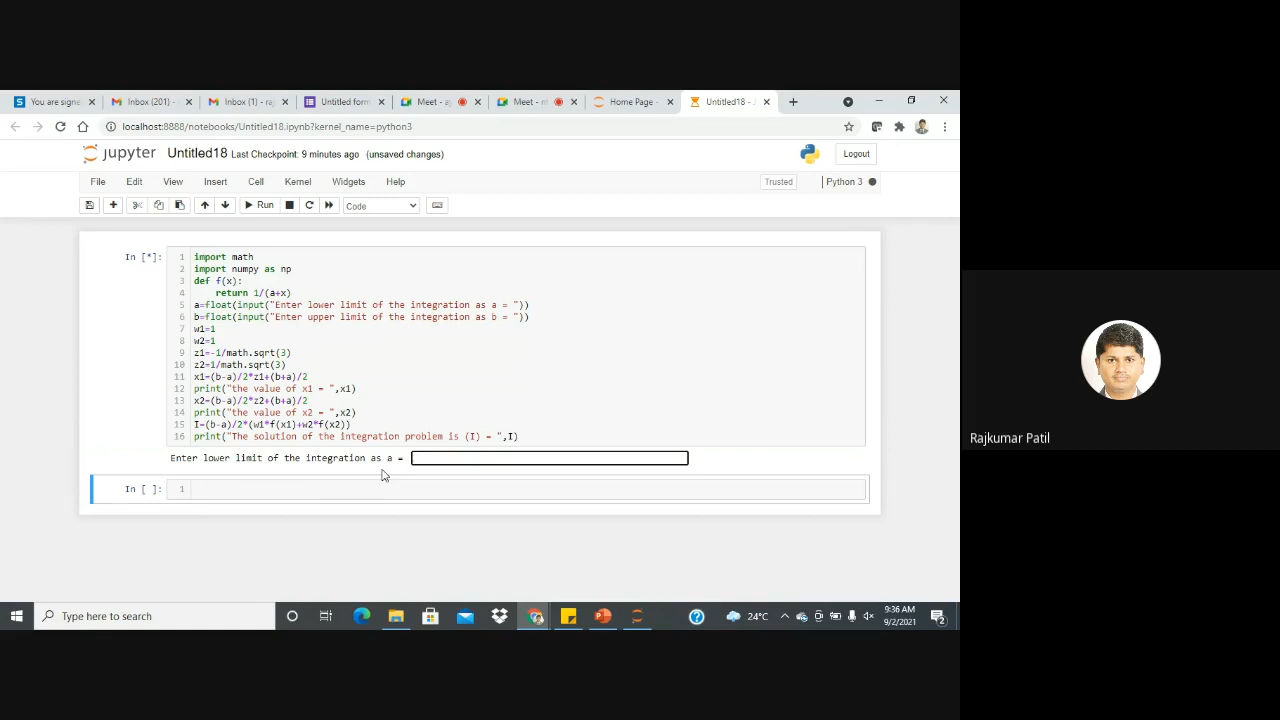 You are signe
Inbox (201) -
Inbox (1) - raj
Untitled form
Meet - a
Meet - n
Home Page -
Untitled18 - J
localhost:8888/notebooks/Untitled18.ipynb?kernel_name=python3
jupyter Untitled18 Last Checkpoint: 9 minutes ago (unsaved changes)
Logout
File Edit View Insert Cell Kernel Widgets Help
Trusted
Python 3
Run
Code
In [*]:
1 import math
2 import numpy as np
3 def f(x):
4 return 1/(a+x)
5 a=float(input("Enter lower limit of the integration as a = "))
6 b=float(input("Enter upper limit of the integration as b = "))
7 w1=1
8 w2=1
9 z1=-1/math.sqrt(3)
10 z2=1/math.sqrt(3)
11 x1=(b-a)/2*z1+(b+a)/2
12 print("the value of x1 = ",x1)
13 x2=(b-a)/2*z2+(b+a)/2
14 print("the value of x2 = ",x2)
15 I=(b-a)/2*(w1*f(x1)+w2*f(x2))
16 print("The solution of the integration problem is (I) = ",I)
Enter lower limit of the integration as a =
In [ ]: 1
Rajkumar Patil
Type here to search
24°C
9:36 AM
9/2/2021
2